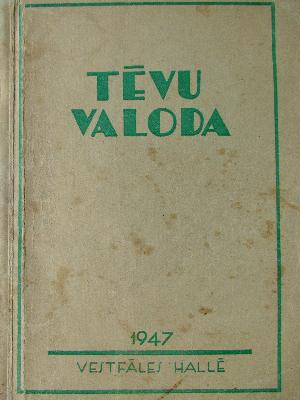 TĒVU
VALODA
1947
VESTFĀLES HALLĒ